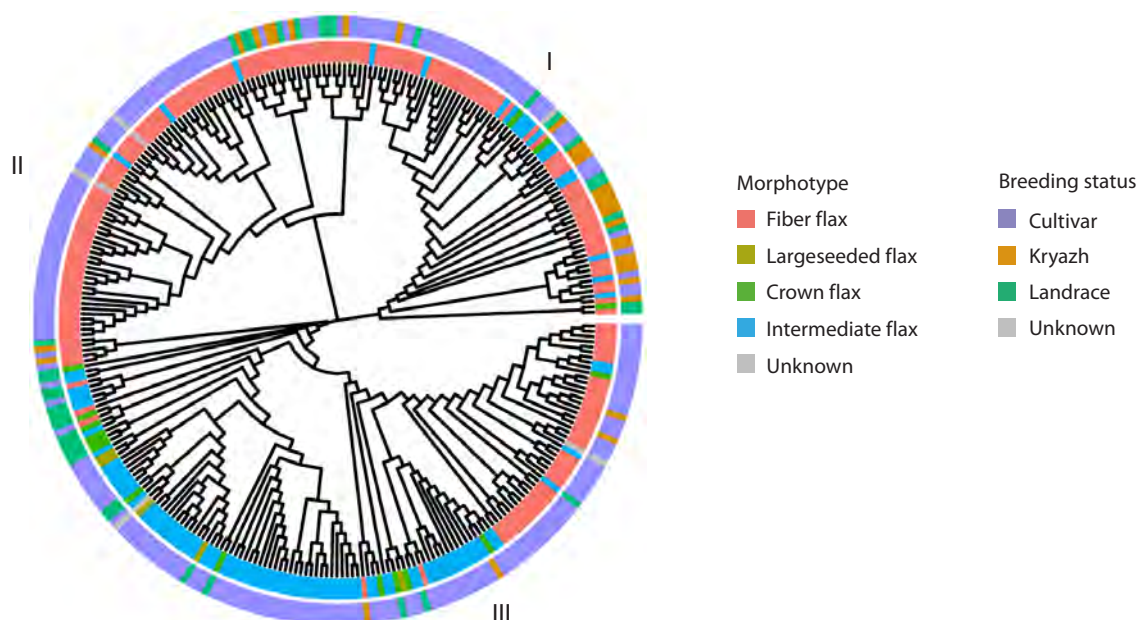 I
II
III
Morphotype
Fiber flax
Largeseeded flax
Crown flax
Intermediate flax
Unknown
Breeding status
Cultivar
Kryazh
Landrace
Unknown